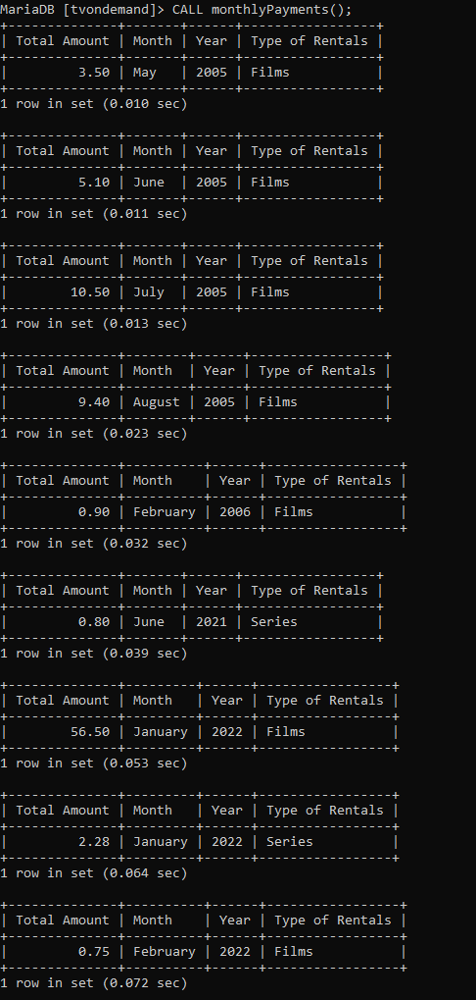 MariaDB [tvondemand]> CALL monthlyPayments();
+--------------+-------+------+-----------------+
| Total Amount | Month | Year | Type of Rentals |
+--------------+-------+------+-----------------+
|         3.50 | May   | 2005 | Films           |
+--------------+-------+------+-----------------+
1 row in set (0.010 sec)

+--------------+-------+------+-----------------+
| Total Amount | Month | Year | Type of Rentals |
+--------------+-------+------+-----------------+
|         5.10 | June  | 2005 | Films           |
+--------------+-------+------+-----------------+
1 row in set (0.011 sec)

+--------------+-------+------+-----------------+
| Total Amount | Month | Year | Type of Rentals |
+--------------+-------+------+-----------------+
|        10.50 | July  | 2005 | Films           |
+--------------+-------+------+-----------------+
1 row in set (0.013 sec)

+--------------+--------+------+-----------------+
| Total Amount | Month  | Year | Type of Rentals |
+--------------+--------+------+-----------------+
|         9.40 | August | 2005 | Films           |
+--------------+--------+------+-----------------+
1 row in set (0.023 sec)

+--------------+----------+------+-----------------+
| Total Amount | Month    | Year | Type of Rentals |
+--------------+----------+------+-----------------+
|         0.90 | February | 2006 | Films           |
+--------------+----------+------+-----------------+
1 row in set (0.032 sec)

+--------------+-------+------+-----------------+
| Total Amount | Month | Year | Type of Rentals |
+--------------+-------+------+-----------------+
|         0.80 | June  | 2021 | Series          |
+--------------+-------+------+-----------------+
1 row in set (0.039 sec)

+--------------+---------+------+-----------------+
| Total Amount | Month   | Year | Type of Rentals |
+--------------+---------+------+-----------------+
|        56.50 | January | 2022 | Films           |
+--------------+---------+------+-----------------+
1 row in set (0.053 sec)

+--------------+---------+------+-----------------+
| Total Amount | Month   | Year | Type of Rentals |
+--------------+---------+------+-----------------+
|         2.28 | January | 2022 | Series          |
+--------------+---------+------+-----------------+
1 row in set (0.064 sec)

+--------------+----------+------+-----------------+
| Total Amount | Month    | Year | Type of Rentals |
+--------------+----------+------+-----------------+
|         0.75 | February | 2022 | Films           |
+--------------+----------+------+-----------------+
1 row in set (0.072 sec)